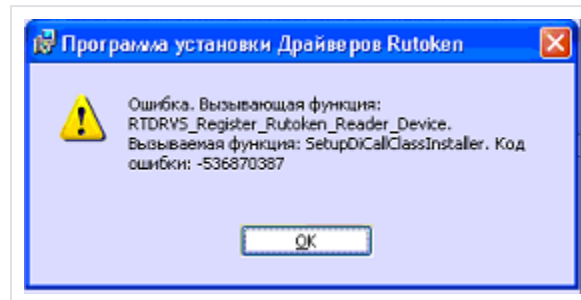 Программа установки Драйверов Rutoken
Ошибка. Вызывающая функция:
RTDRVS_Register_Rutoken_Reader_Device.
Вызываемая функция: SetupDiCallClassInstaller. Код
ошибки: -536870387
OK